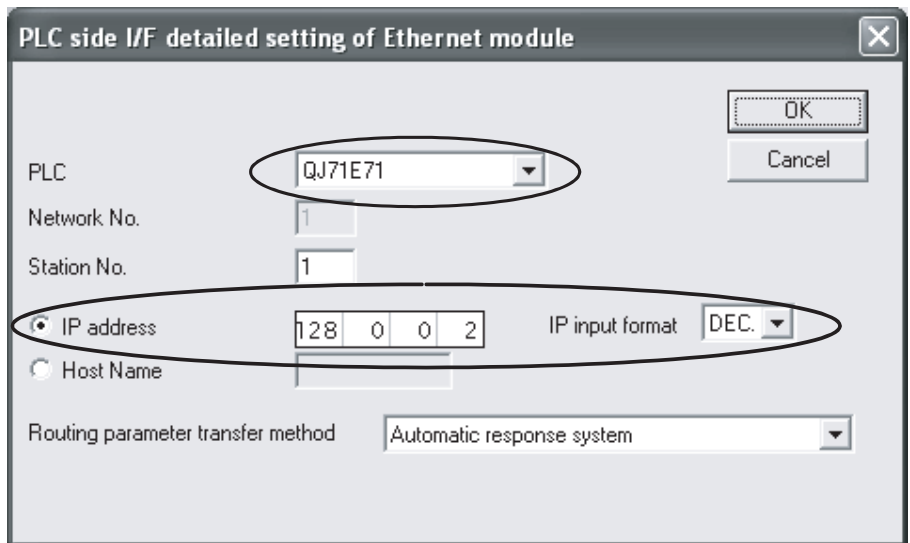 PLC side I/F detailed setting of Ethernet module
OK
Cancel
PLC QJ71E71
Network No. 1
Station No. 1
IP address 128 0 0 2 IP input format DEC.
Host Name
Routing parameter transfer method Automatic response system